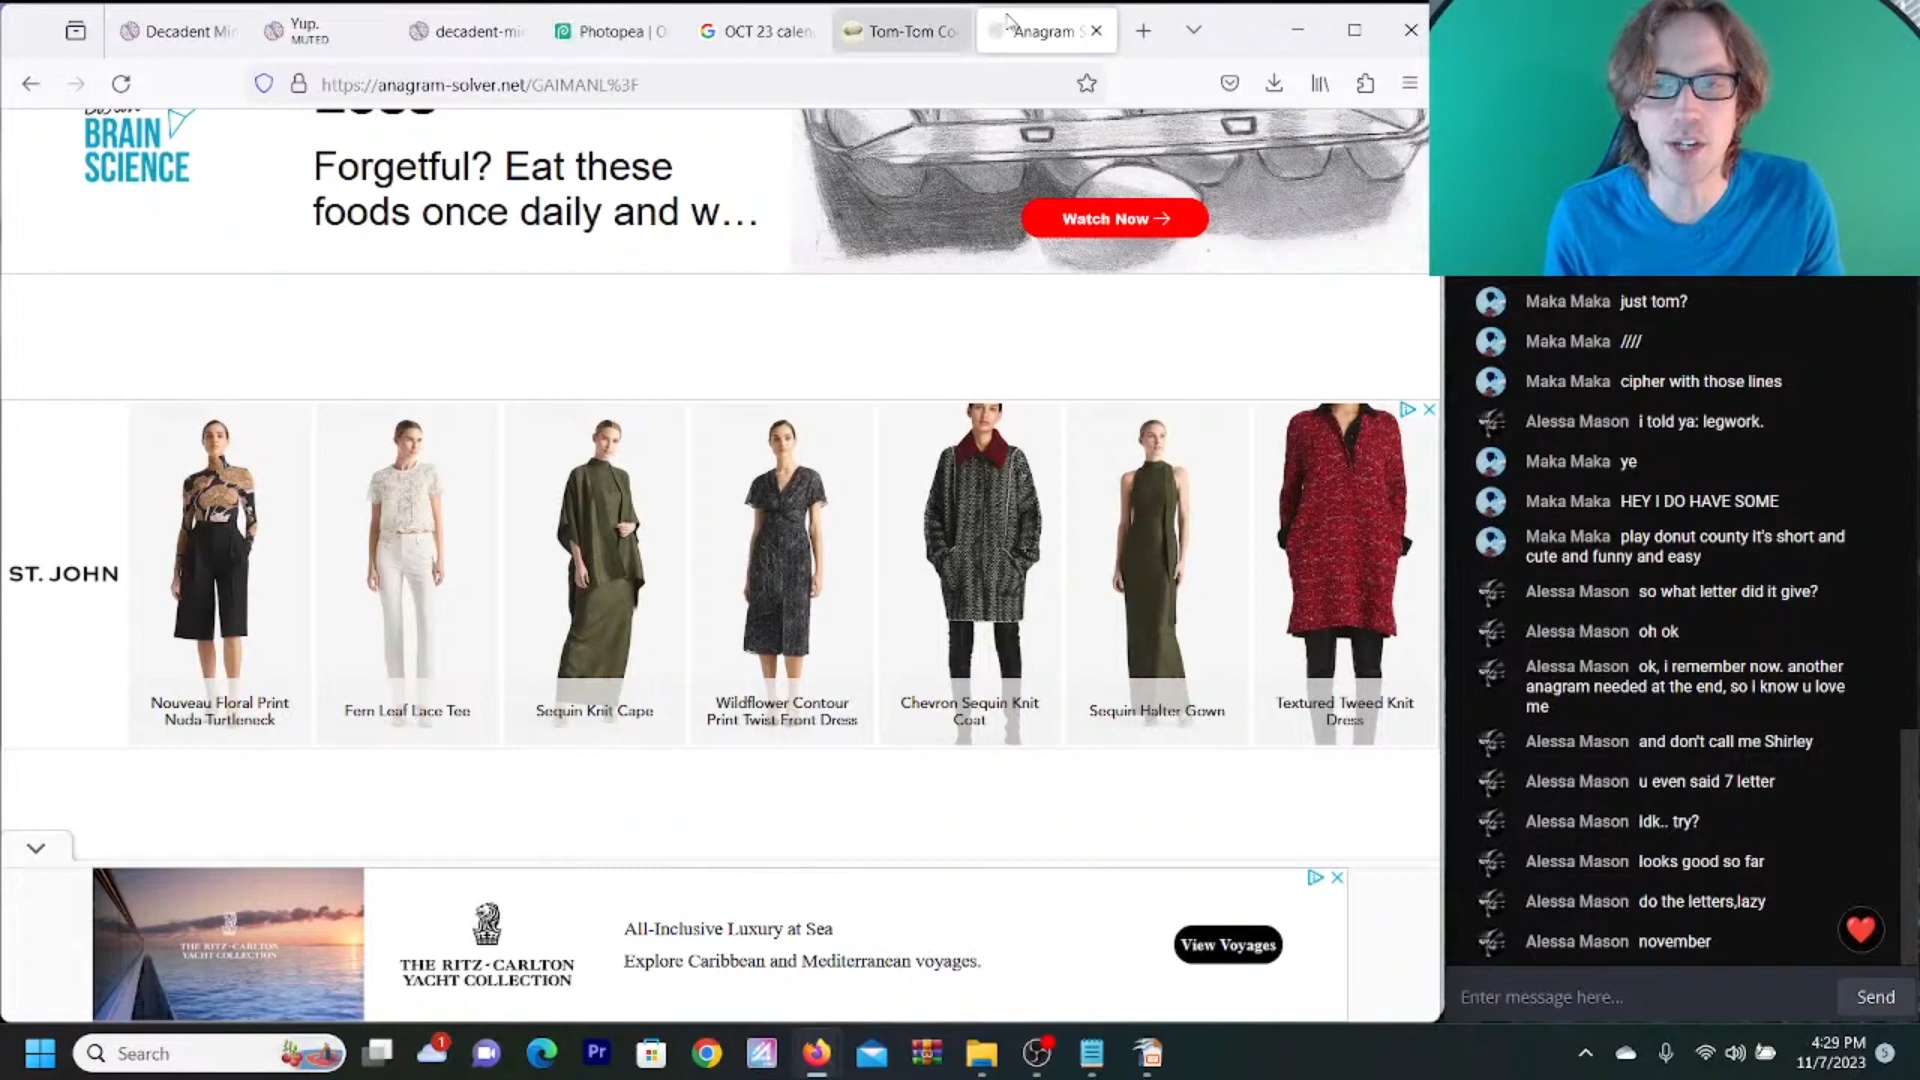 Decadent Mi
Yup.
MUTED
decadent-mi
Photopea | O
OCT 23 calen
Tom-Tom Co
Anagram S
https://anagram-solver.net/GAIMANL%3F
BRAIN
SCIENCE
Forgetful? Eat these
foods once daily and w...
Watch Now
ST. JOHN
Nouveau Floral Print
Nuda Turtleneck
Fern Leaf Lace Tee
Sequin Knit Cape
Wildflower Contour
Print Twist Front Dress
Chevron Sequin Knit
Coat
Sequin Halter Gown
Textured Tweed Knit
Dress
THE RITZ-CARLTON
YACHT COLLECTION
THE RITZ-CARLTON
YACHT COLLECTION
All-Inclusive Luxury at Sea
Explore Caribbean and Mediterranean voyages.
View Voyages
Maka Maka just tom?
Maka Maka ////
Maka Maka cipher with those lines
Alessa Mason i told ya: legwork.
Maka Maka ye
Maka Maka HEY I DO HAVE SOME
Maka Maka play donut county it's short and
cute and funny and easy
Alessa Mason so what letter did it give?
Alessa Mason oh ok
Alessa Mason ok, i remember now. another
anagram needed at the end, so I know u love
me
Alessa Mason and don't call me Shirley
Alessa Mason u even said 7 letter
Alessa Mason Idk.. try?
Alessa Mason looks good so far
Alessa Mason do the letters,lazy
Alessa Mason november
Enter message here...
Send
Search
1
Pr
4:29 PM
11/7/2023
5